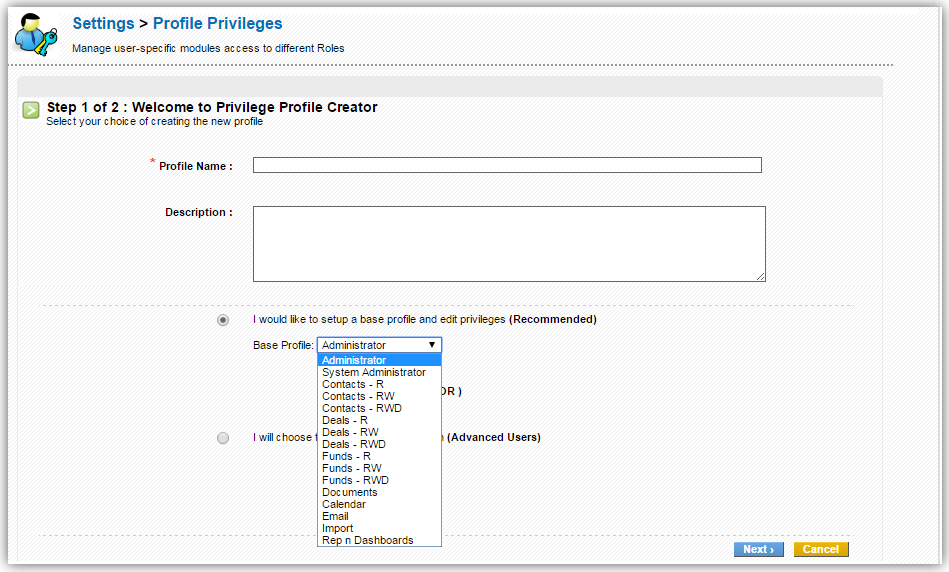 Settings > Profile Privileges
Manage user-specific modules access to different Roles
Step 1 of 2 : Welcome to Privilege Profile Creator
Select your choice of creating the new profile
* Profile Name :
Description :
I would like to setup a base profile and edit privileges (Recommended)
Base Profile: Administrator
Administrator
System Administrator
Contacts - R
OR )
Contacts - RW
Contacts - RWD
Deals - R
Deals - RW
I will choose (Advanced Users)
Deals - RWD
Funds - R
Funds - RW
Funds - RWD
Documents
Calendar
Email
Import
Rep n Dashboards
Next ›
Cancel